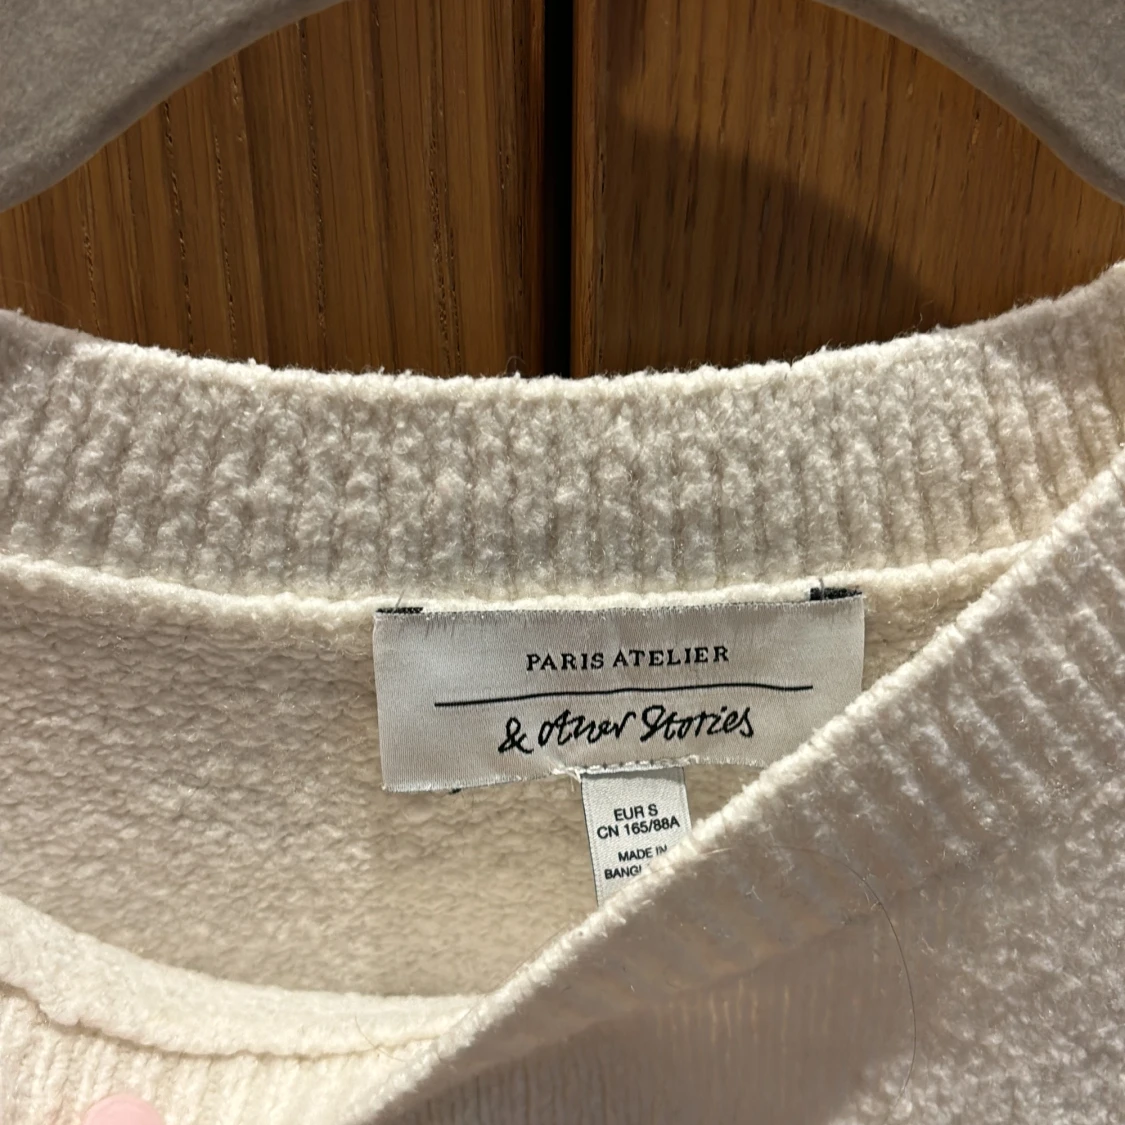 PARIS ATELIER
& Other Stories
EUR S
CN 165/88A
MADE IN